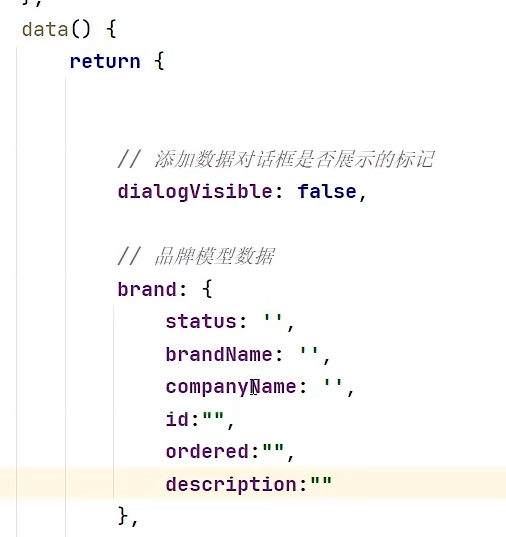 },
data() {
return {
// 添加数据对话框是否展示的标记
dialogVisible: false,
// 品牌模型数据
brand: {
status: '',
brandName: '',
companyName: '',
id:"",
ordered:"",
description:""
},